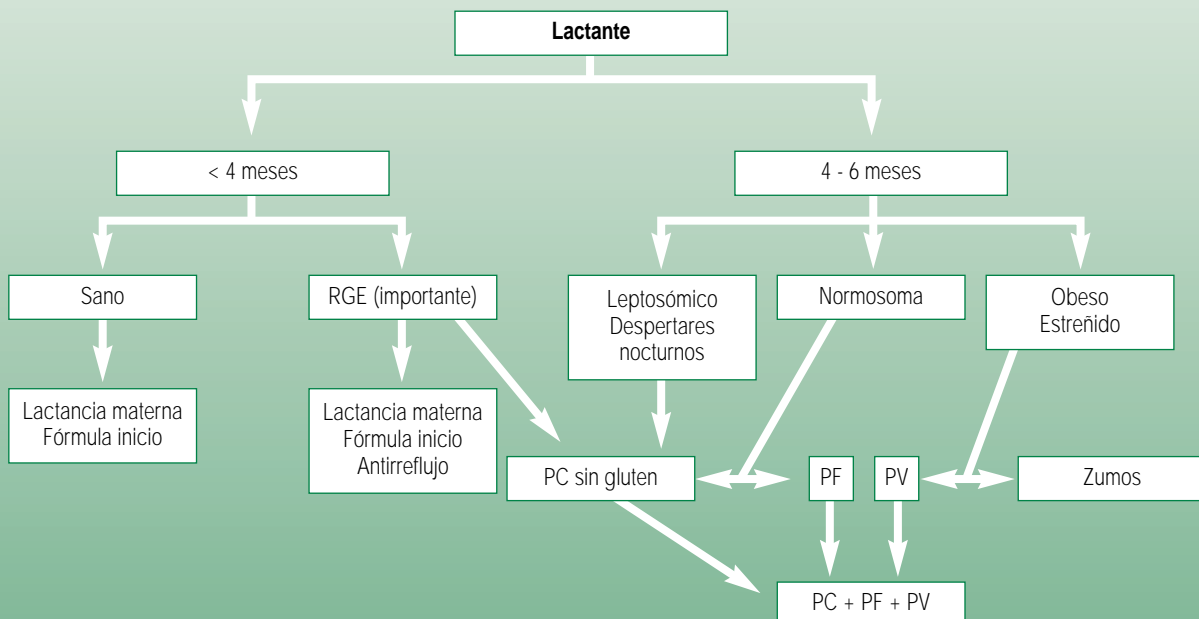 Lactante
< 4 meses
4 - 6 meses
Sano
RGE (importante)
Leptosómico
Despertares
nocturnos
Normosoma
Obeso
Estreñido
Lactancia materna
Fórmula inicio
Lactancia materna
Fórmula inicio
Antirreflujo
PC sin gluten
PF
PV
Zumos
PC + PF + PV